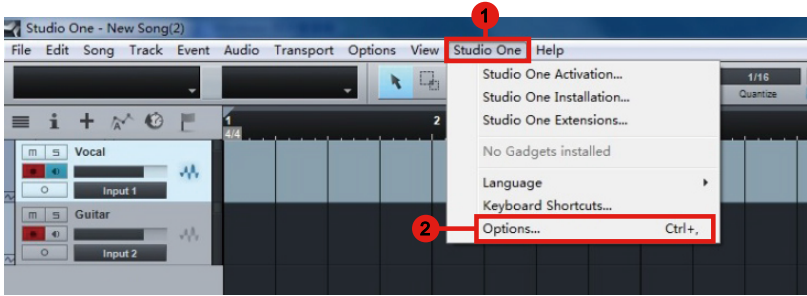 Studio One - New Song(2)
1
File Edit Song Track Event Audio Transport Options View Studio One Help
Studio One Activation...
1/16
Quantize
Studio One Installation...
Studio One Extensions...
1
2
4/4
No Gadgets installed
M S Vocal
Input 1
Language
Keyboard Shortcuts...
2
Options... Ctrl+,
M S Guitar
Input 2